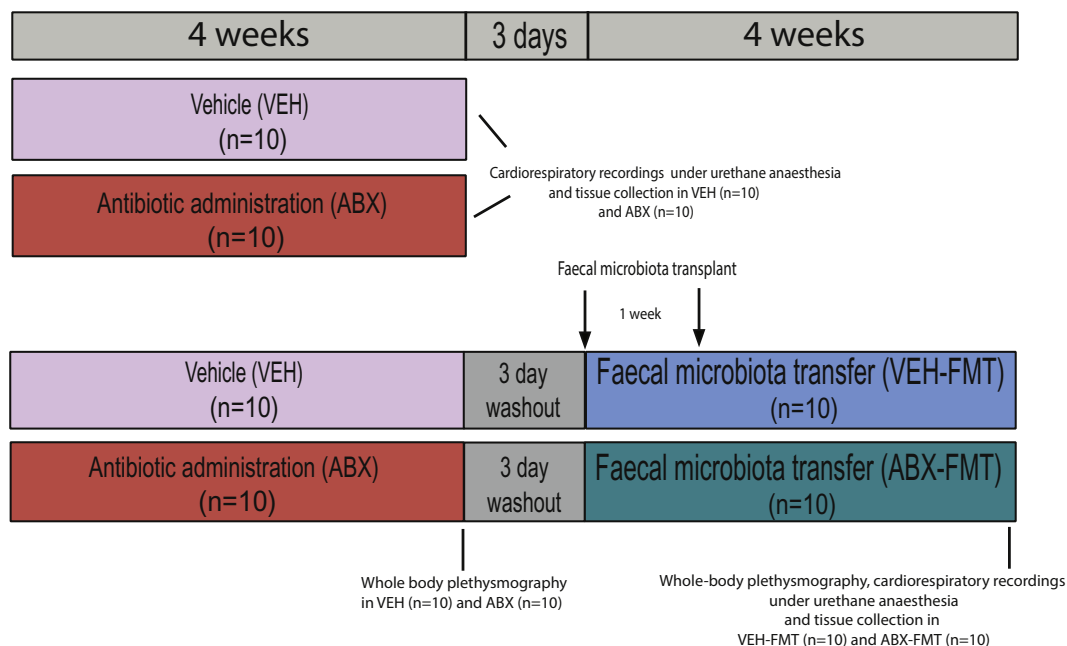 4 weeks
3 days
4 weeks
Vehicle (VEH)
(n=10)
Antibiotic administration (ABX)
(n=10)
Cardiorespiratory recordings under urethane anaesthesia
and tissue collection in VEH (n=10)
and ABX (n=10)
Faecal microbiota transplant
1 week
Vehicle (VEH)
(n=10)
3 day
washout
Faecal microbiota transfer (VEH-FMT)
(n=10)
Antibiotic administration (ABX)
(n=10)
3 day
washout
Faecal microbiota transfer (ABX-FMT)
(n=10)
Whole body plethysmography
in VEH (n=10) and ABX (n=10)
Whole-body plethysmography, cardiorespiratory recordings
under urethane anaesthesia
and tissue collection in
VEH-FMT (n=10) and ABX-FMT (n=10)